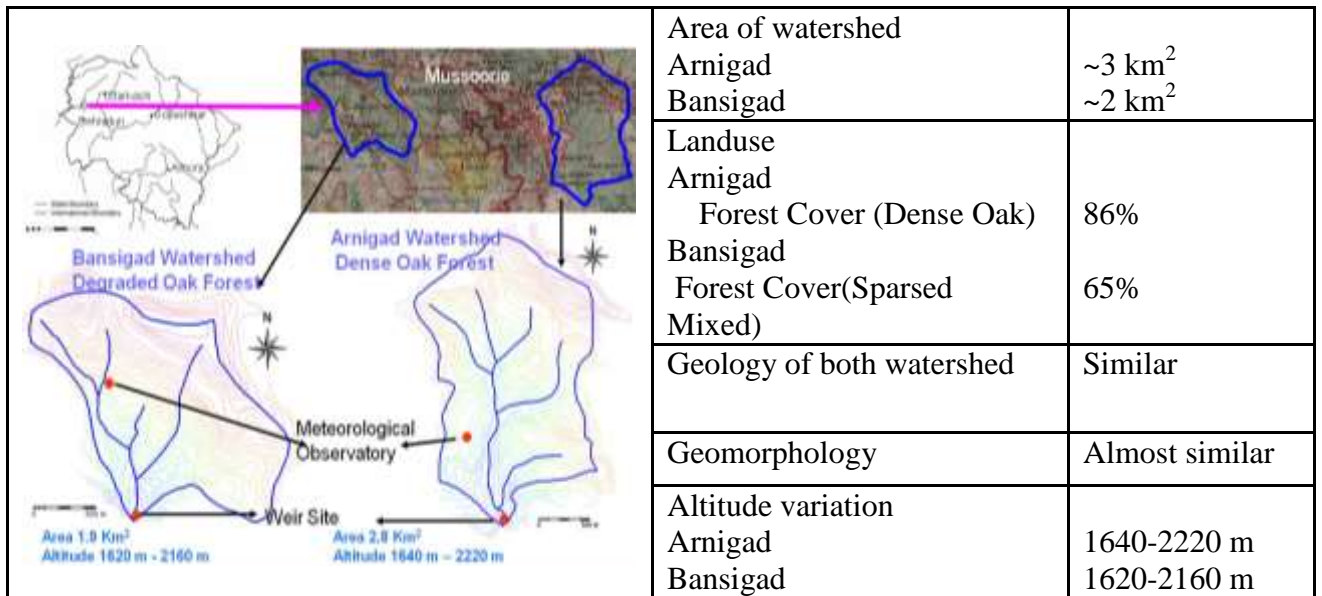 Mussoorie
Bansigad Watershed
Degraded Oak Forest
Arnigad Watershed
Dense Oak Forest
N
N
Meteorological
Observatory
Weir Site
Area 1.9 Km²
Altitude 1620 m - 2160 m
Area 2.8 Km²
Altitude 1640 m – 2220 m
Area of watershed
Arnigad ~3 km²
Bansigad ~2 km²
Landuse
Arnigad
Forest Cover (Dense Oak) 86%
Bansigad
Forest Cover(Sparsed 65%
Mixed)
Geology of both watershed Similar
Geomorphology Almost similar
Altitude variation
Arnigad 1640-2220 m
Bansigad 1620-2160 m